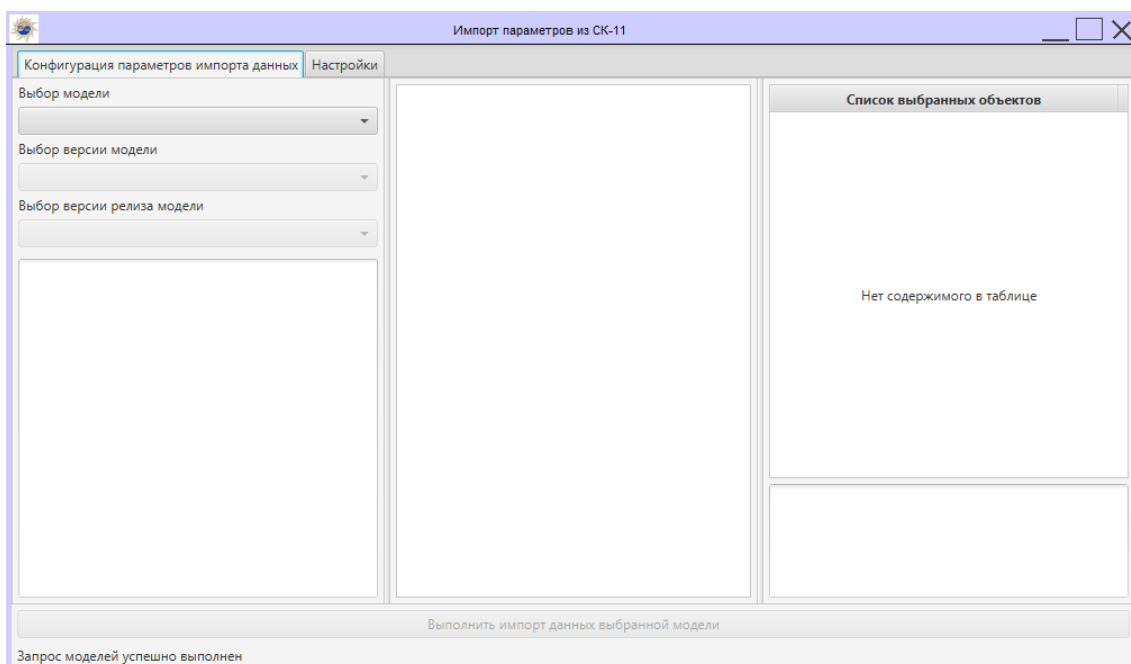 Импорт параметров из СК-11
Конфигурация параметров импорта данных Настройки
Выбор модели
Выбор версии модели
Выбор версии релиза модели
Список выбранных объектов
Нет содержимого в таблице
Выполнить импорт данных выбранной модели
Запрос моделей успешно выполнен